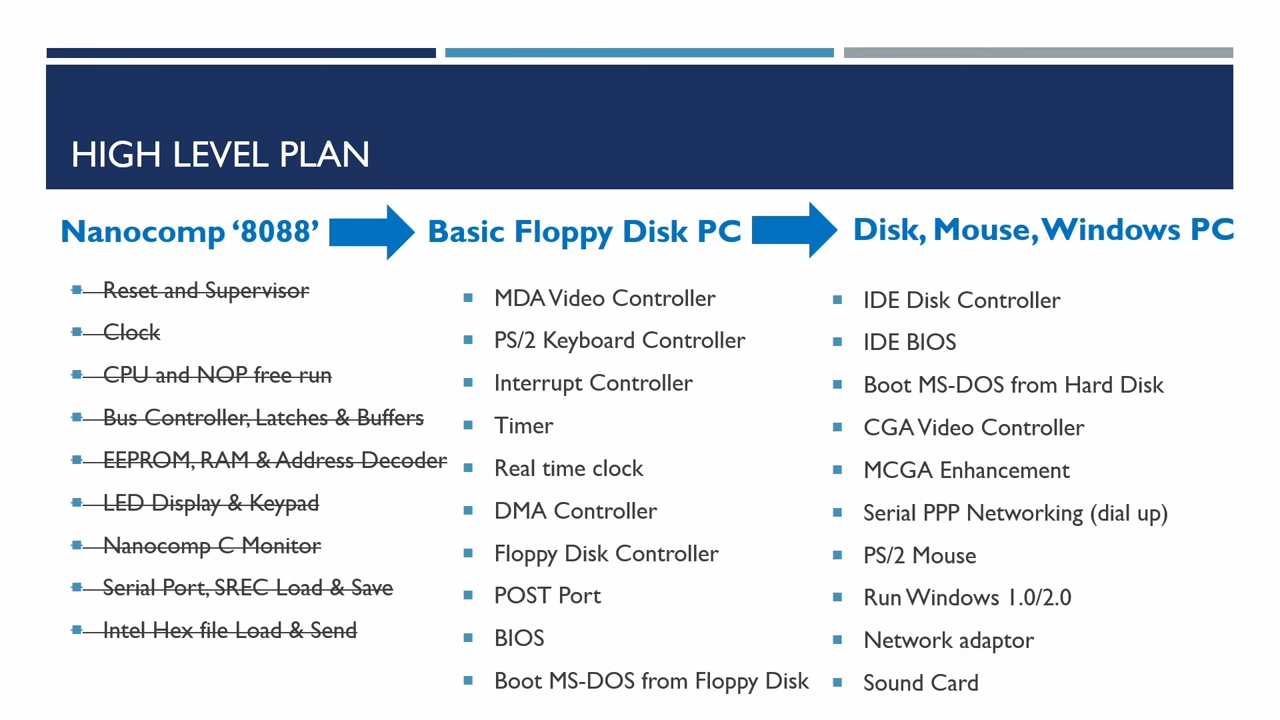 HIGH LEVEL PLAN
Nanocomp ‘8088’
Reset and Supervisor
Clock
CPU and NOP free run
Bus Controller, Latches & Buffers
EEPROM, RAM & Address Decoder
LED Display & Keypad
Nanocomp C Monitor
Serial Port, SREC Load & Save
Intel Hex file Load & Send
Basic Floppy Disk PC
MDA Video Controller
PS/2 Keyboard Controller
Interrupt Controller
Timer
Real time clock
DMA Controller
Floppy Disk Controller
POST Port
BIOS
Boot MS-DOS from Floppy Disk
Disk, Mouse, Windows PC
IDE Disk Controller
IDE BIOS
Boot MS-DOS from Hard Disk
CGA Video Controller
MCGA Enhancement
Serial PPP Networking (dial up)
PS/2 Mouse
Run Windows 1.0/2.0
Network adaptor
Sound Card